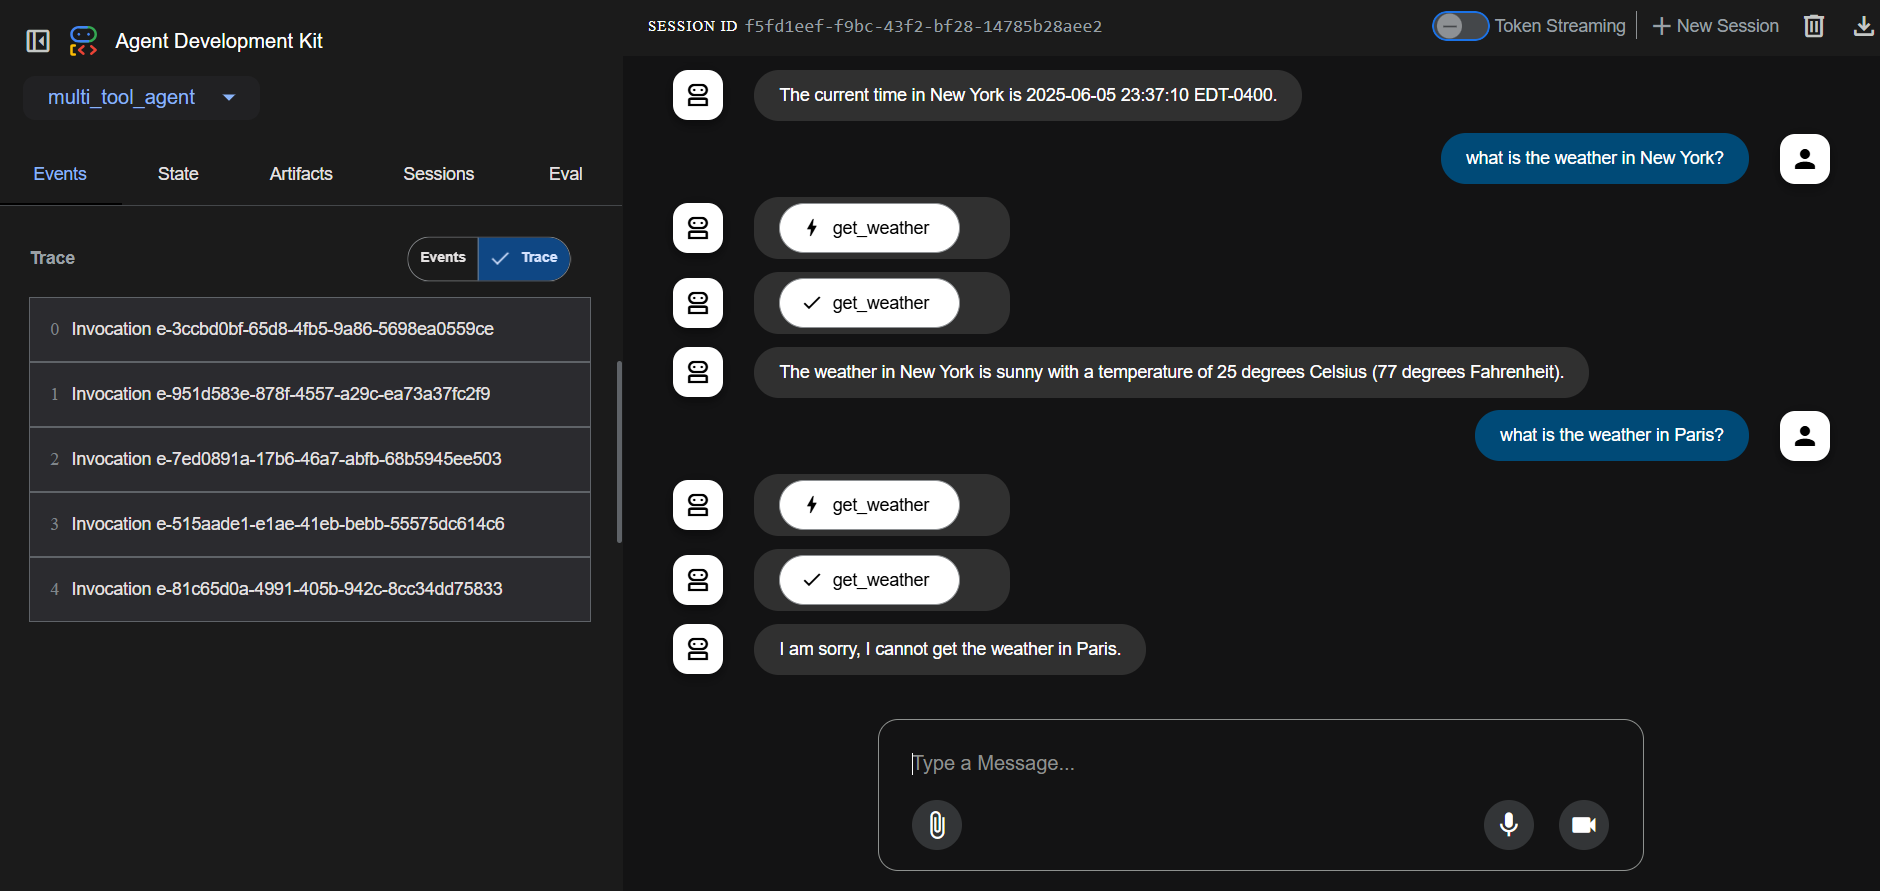 Agent Development Kit
multi_tool_agent
Events State Artifacts Sessions Eval
Trace
Events Trace
0 Invocation e-3ccbd0bf-65d8-4fb5-9a86-5698ea0559ce
1 Invocation e-951d583e-878f-4557-a29c-ea73a37fc2f9
2 Invocation e-7ed0891a-17b6-46a7-abfb-68b5945ee503
3 Invocation e-515aade1-e1ae-41eb-bebb-55575dc614c6
4 Invocation e-81c65d0a-4991-405b-942c-8cc34dd75833
SESSION ID f5fd1eef-f9bc-43f2-bf28-14785b28aee2
Token Streaming
New Session
The current time in New York is 2025-06-05 23:37:10 EDT-0400.
what is the weather in New York?
get_weather
get_weather
The weather in New York is sunny with a temperature of 25 degrees Celsius (77 degrees Fahrenheit).
what is the weather in Paris?
get_weather
get_weather
I am sorry, I cannot get the weather in Paris.
Type a Message...